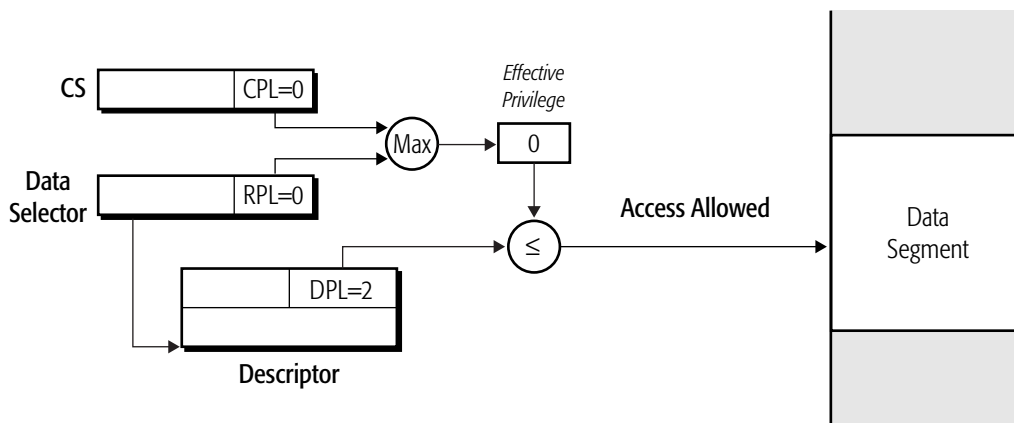 Effective
Privilege
CS
CPL=0
Max
0
Data
Selector
RPL=0
Access Allowed
Data
Segment
≤
DPL=2
Descriptor